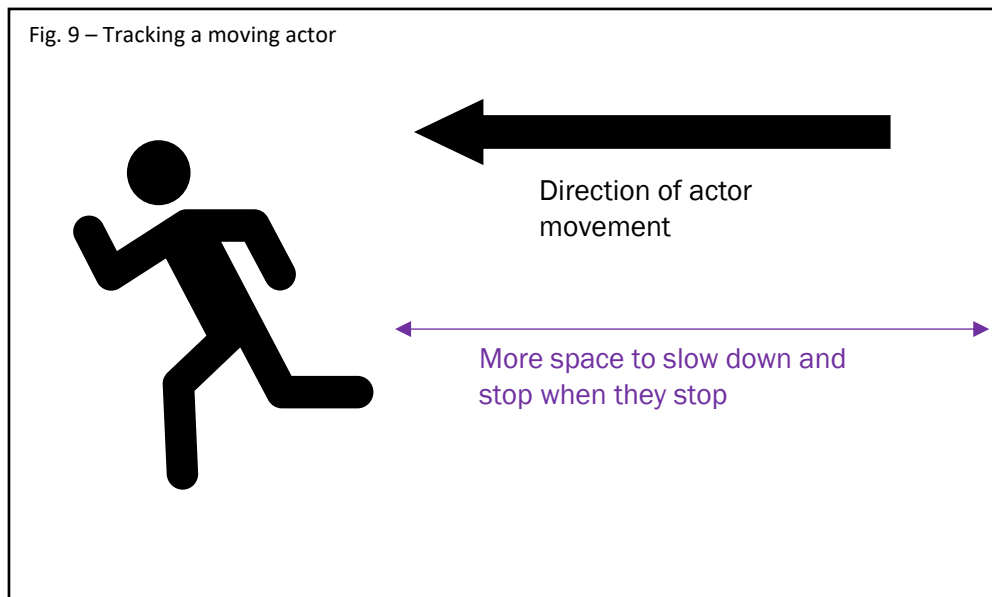 Fig. 9 – Tracking a moving actor
Direction of actor
movement
More space to slow down and
stop when they stop